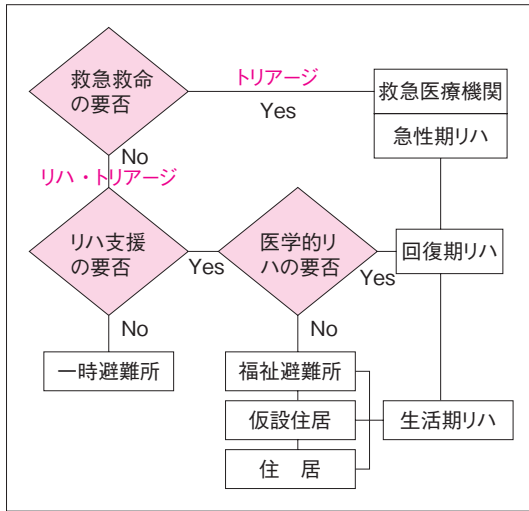 トリアージ
救急救命
の要否
Yes
救急医療機関
急性期リハ
No
リハ・トリアージ
リハ支援
の要否
Yes
医学的リ
ハの要否
Yes
回復期リハ
No
No
一時避難所
福祉避難所
仮設住居
生活期リハ
住　居